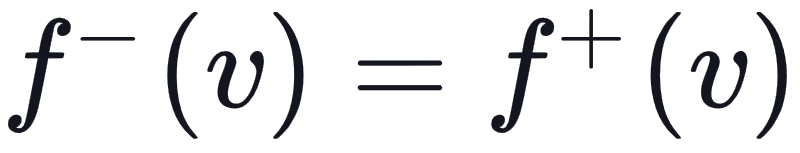 f⁻(v) = f⁺(v)